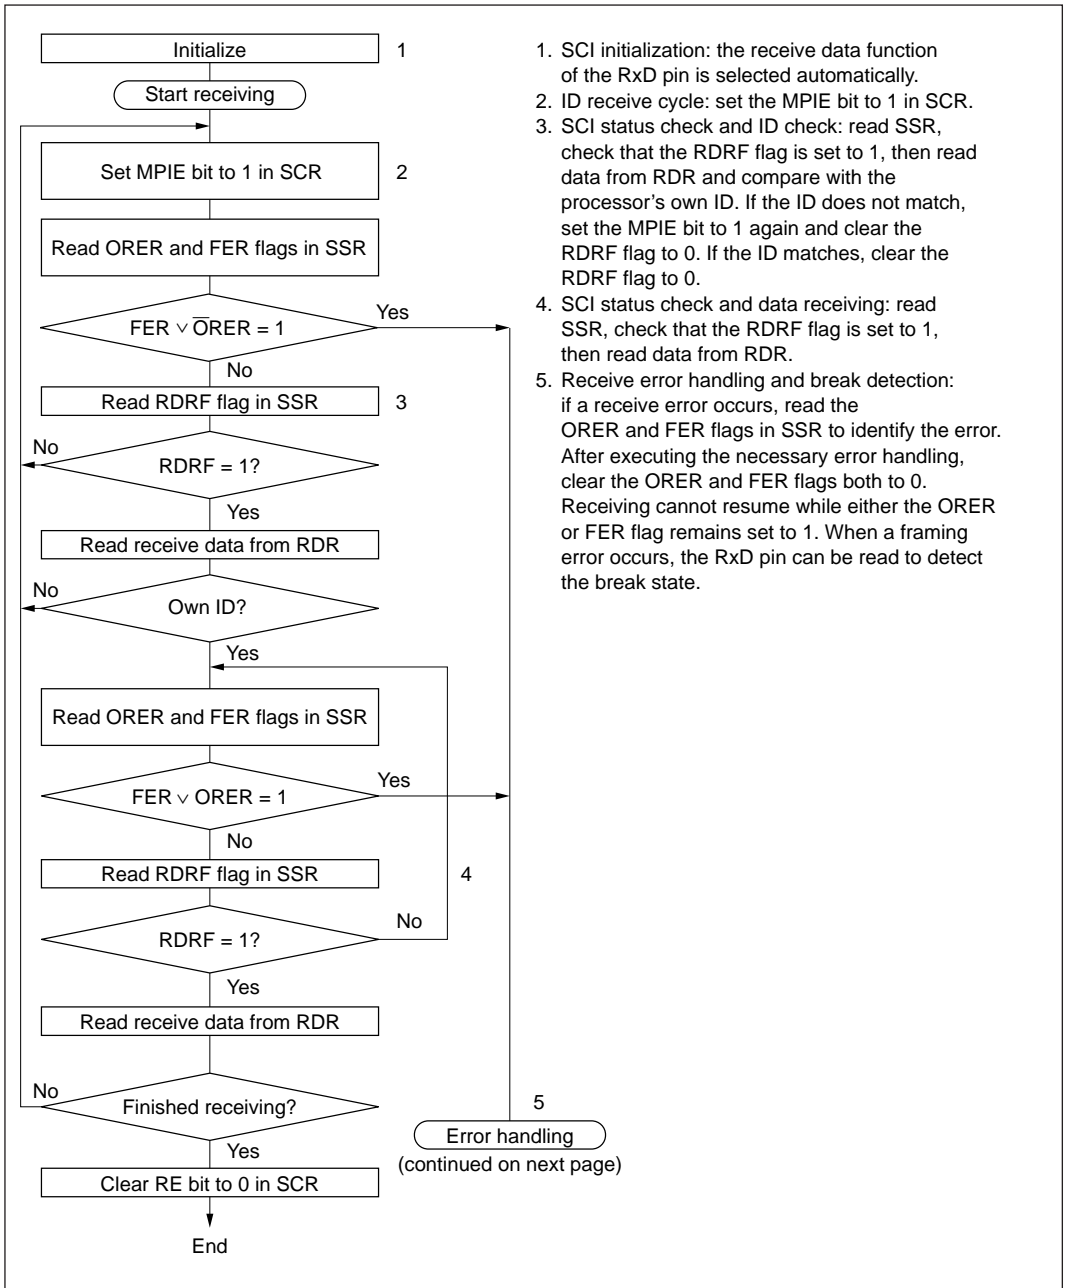 Initialize
1
Start receiving
Set MPIE bit to 1 in SCR
2
Read ORER and FER flags in SSR
FER ∨ O̅RER = 1
Yes
No
Read RDRF flag in SSR
3
No
RDRF = 1?
Yes
Read receive data from RDR
No
Own ID?
Yes
Read ORER and FER flags in SSR
Yes
FER ∨ ORER = 1
No
Read RDRF flag in SSR
4
No
RDRF = 1?
Yes
Read receive data from RDR
No
Finished receiving?
Yes
Clear RE bit to 0 in SCR
End
5
Error handling
(continued on next page)
1. SCI initialization: the receive data function
of the RxD pin is selected automatically.
2. ID receive cycle: set the MPIE bit to 1 in SCR.
3. SCI status check and ID check: read SSR,
check that the RDRF flag is set to 1, then read
data from RDR and compare with the
processor's own ID. If the ID does not match,
set the MPIE bit to 1 again and clear the
RDRF flag to 0. If the ID matches, clear the
RDRF flag to 0.
4. SCI status check and data receiving: read
SSR, check that the RDRF flag is set to 1,
then read data from RDR.
5. Receive error handling and break detection:
if a receive error occurs, read the
ORER and FER flags in SSR to identify the error.
After executing the necessary error handling,
clear the ORER and FER flags both to 0.
Receiving cannot resume while either the ORER
or FER flag remains set to 1. When a framing
error occurs, the RxD pin can be read to detect
the break state.